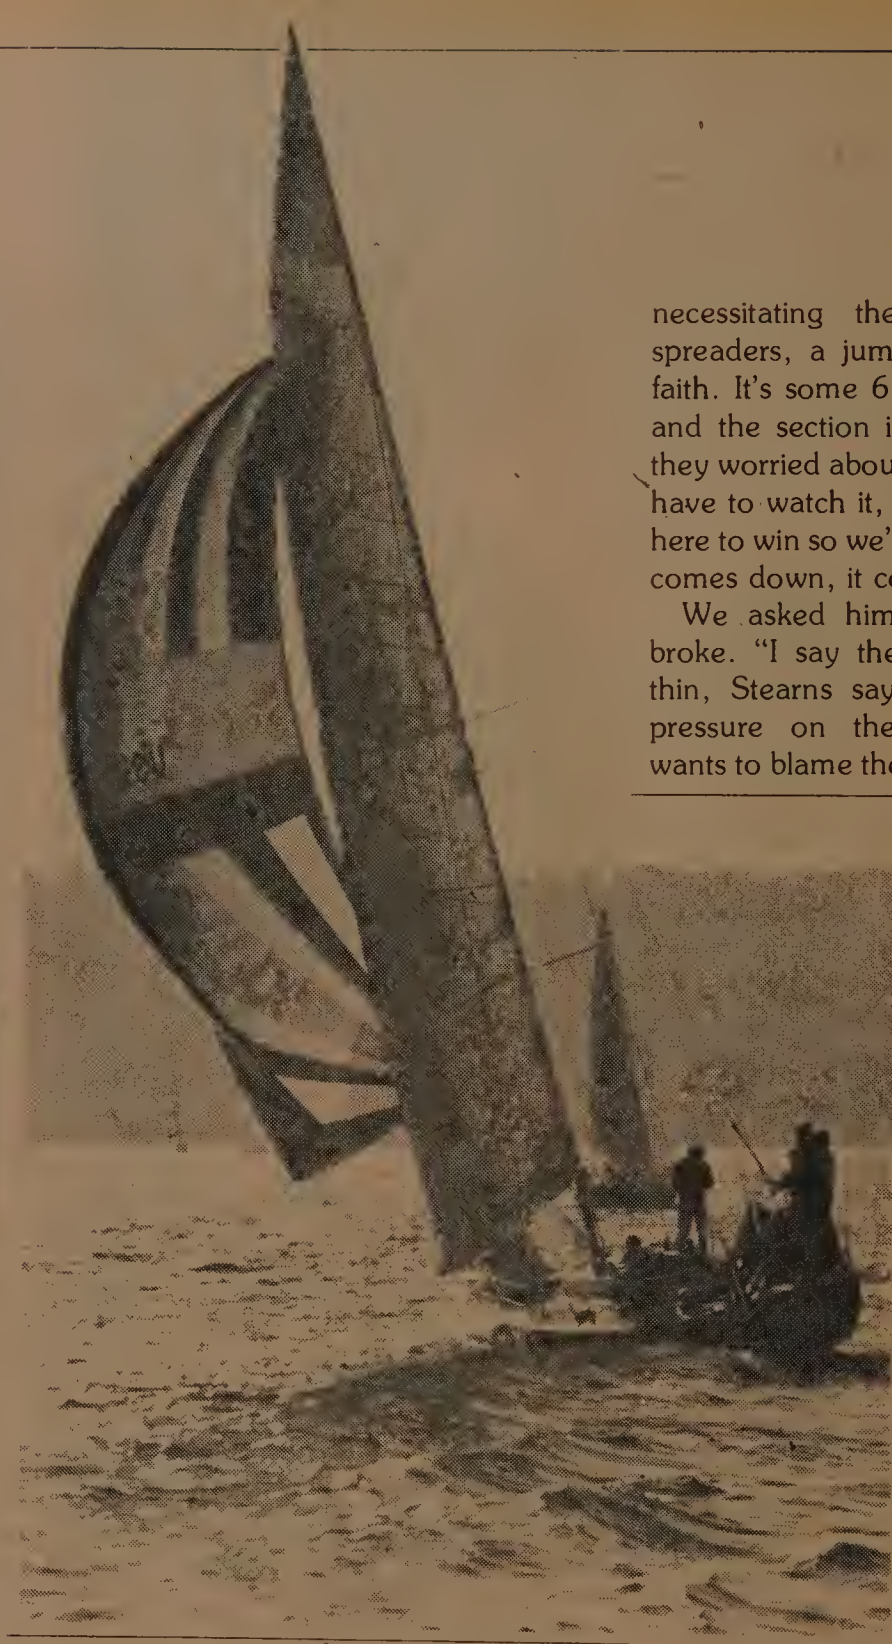 necessitating the
spreaders, a jum
faith. It's some 6
and the section i
they worried abou
have to watch it,
here to win so we'
comes down, it c
We asked him
broke. "I say the
thin, Stearns say
pressure on the
wants to blame the